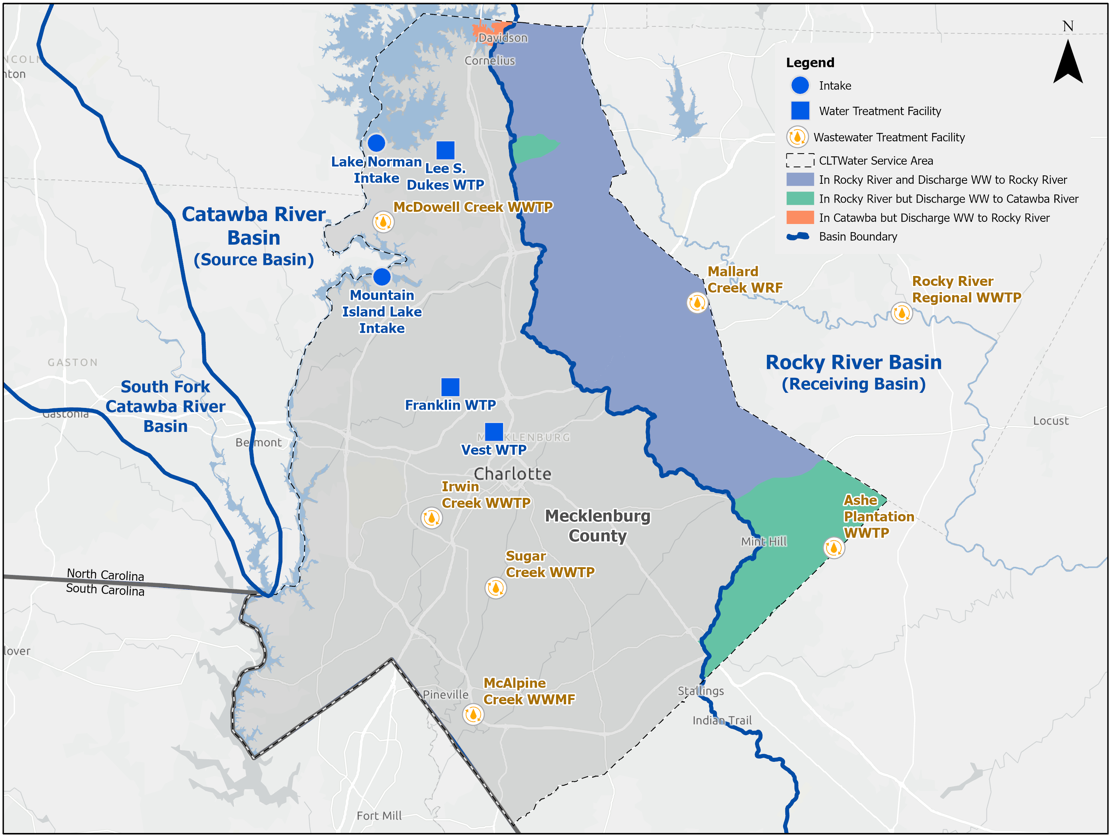 Davidson
Cornelius
N
Legend
Intake
Water Treatment Facility
Wastewater Treatment Facility
CLTWater Service Area
In Rocky River and Discharge WW to Rocky River
In Rocky River but Discharge WW to Catawba River
In Catawba but Discharge WW to Rocky River
Basin Boundary
NCOL
nton
Lake Norman
Intake
Lee S.
Dukes WTP
McDowell Creek WWTP
Catawba River
Basin
(Source Basin)
Mountain
Island Lake
Intake
Mallard
Creek WRF
Rocky River
Regional WWTP
Rocky River Basin
(Receiving Basin)
GASTON
South Fork
Catawba River
Basin
Gastonia
Belmont
Franklin WTP
MECKLENBURG
Vest WTP
Charlotte
Locust
Irwin
Creek WWTP
Mecklenburg
County
Ashe
Plantation
WWTP
Mint Hill
Sugar
Creek WWTP
North Carolina
South Carolina
lover
McAlpine
Creek WWMF
Pineville
Stallings
Indian Trail
Fort Mill